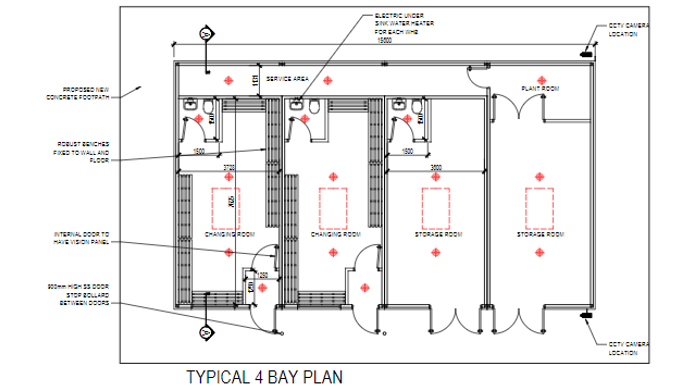 ELECTRIC UNDER
SINK WATER HEATER
FOR EACH WHB
CCTV CAMERA
LOCATION
15000
A
SERVICE AREA
PLANT ROOM
PROPOSED NEW
CONCRETE FOOTPATH
ROBUST BENCHES
FIXED TO WALL AND
FLOOR
1500
1500
3728
3600
CHANGING ROOM
CHANGING ROOM
STORAGE ROOM
STORAGE ROOM
INTERNAL DOOR TO
HAVE VISION PANEL
1250
900mm HIGH SS DOOR
STOP BOLLARD
BETWEEN DOORS
A
CCTV CAMERA
LOCATION
TYPICAL 4 BAY PLAN